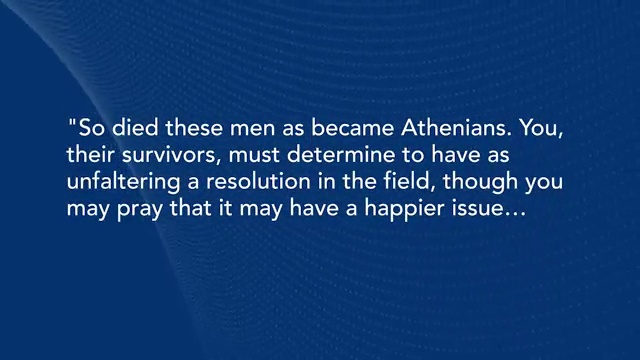 "So died these men as became Athenians. You,
their survivors, must determine to have as
unfaltering a resolution in the field, though you
may pray that it may have a happier issue…